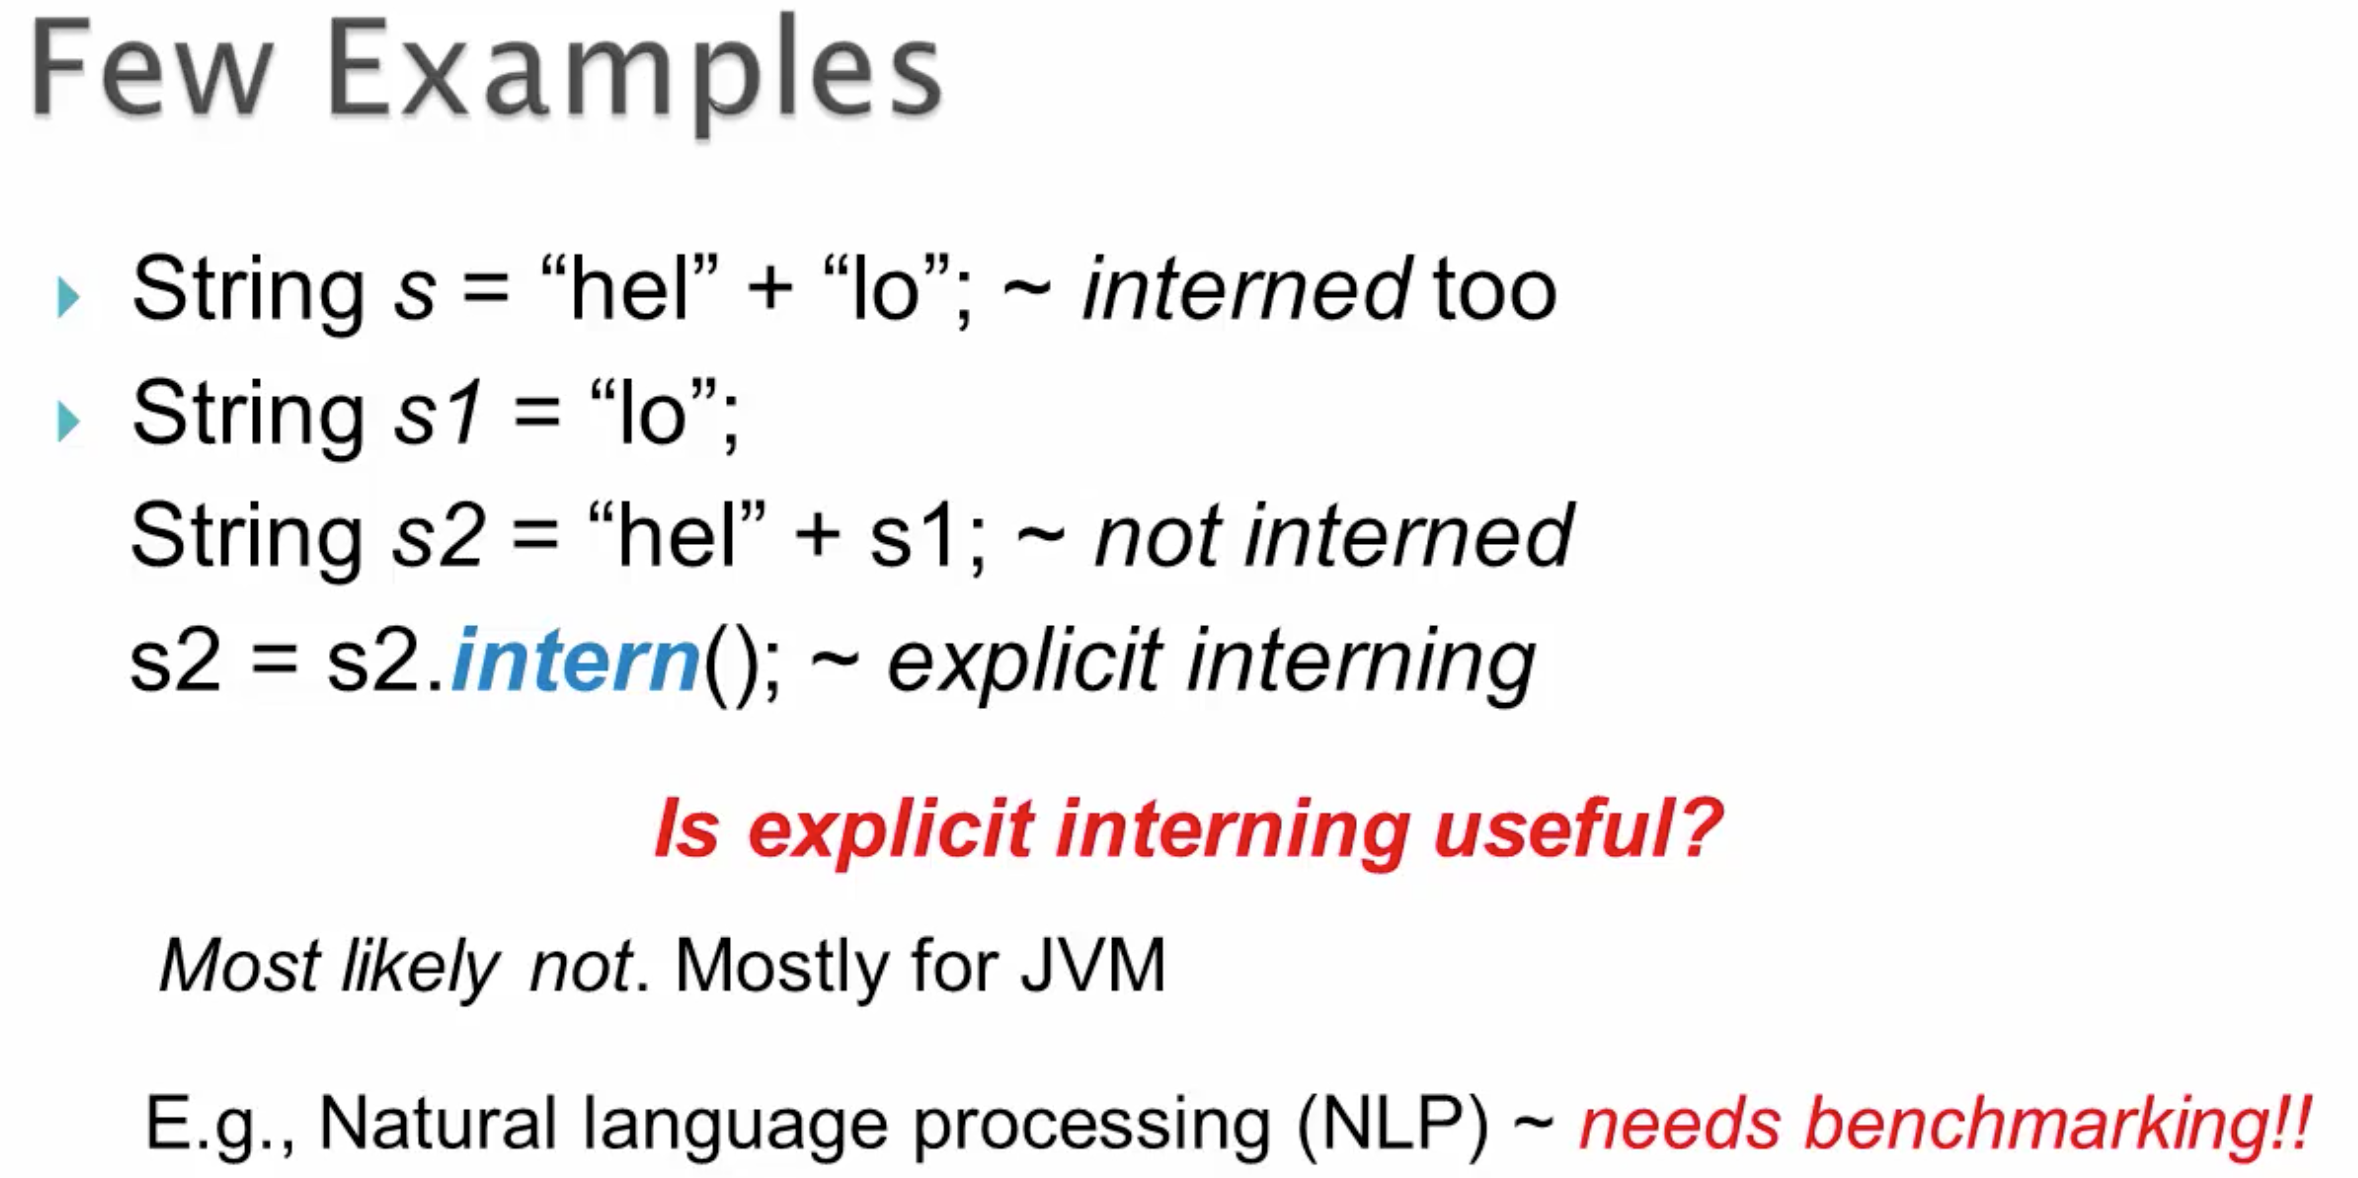 Few Examples
String s = “hel” + “lo”; ~ interned too
String s1 = “lo”;
String s2 = “hel” + s1; ~ not interned
s2 = s2.intern(); ~ explicit interning
Is explicit interning useful?
Most likely not. Mostly for JVM
E.g., Natural language processing (NLP) ~ needs benchmarking!!